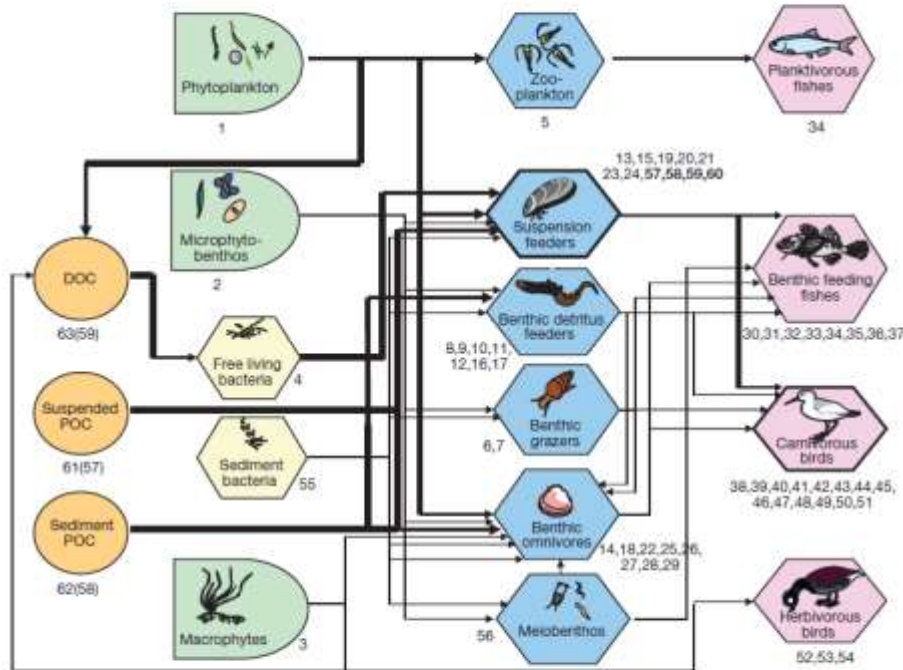 Phytoplankton
1
Zoo-
plankton
5
Planktivorous
fishes
34
Microphyto-
benthos
2
13,15,19,20,21
23,24,57,58,59,60
Suspension
feeders
Benthic feeding
fishes
30,31,32,33,34,35,36,37
DOC
63(59)
Free living
bacteria
4
Benthic detritus
feeders
8,9,10,11,
12,16,17
Suspended
POC
61(57)
Sediment
bacteria
55
Benthic
grazers
6,7
Carnivorous
birds
38,39,40,41,42,43,44,45,
46,47,48,49,50,51
Sediment
POC
62(58)
Benthic
omnivores
14,18,22,25,26,
27,28,29
Macrophytes
3
Meiobenthos
56
Herbivorous
birds
52,53,54